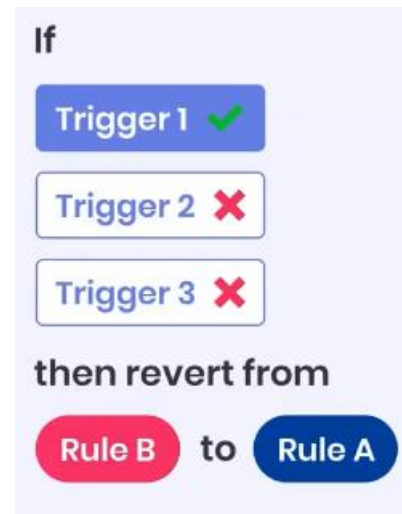 If
Trigger 1
Trigger 2
Trigger 3
then revert from
Rule B to Rule A